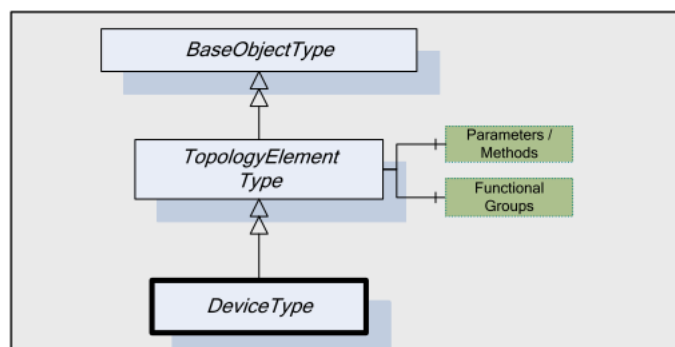 BaseObjectType
TopologyElement
Type
Parameters /
Methods
Functional
Groups
DeviceType